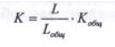 K = L / L_общ · K_общ